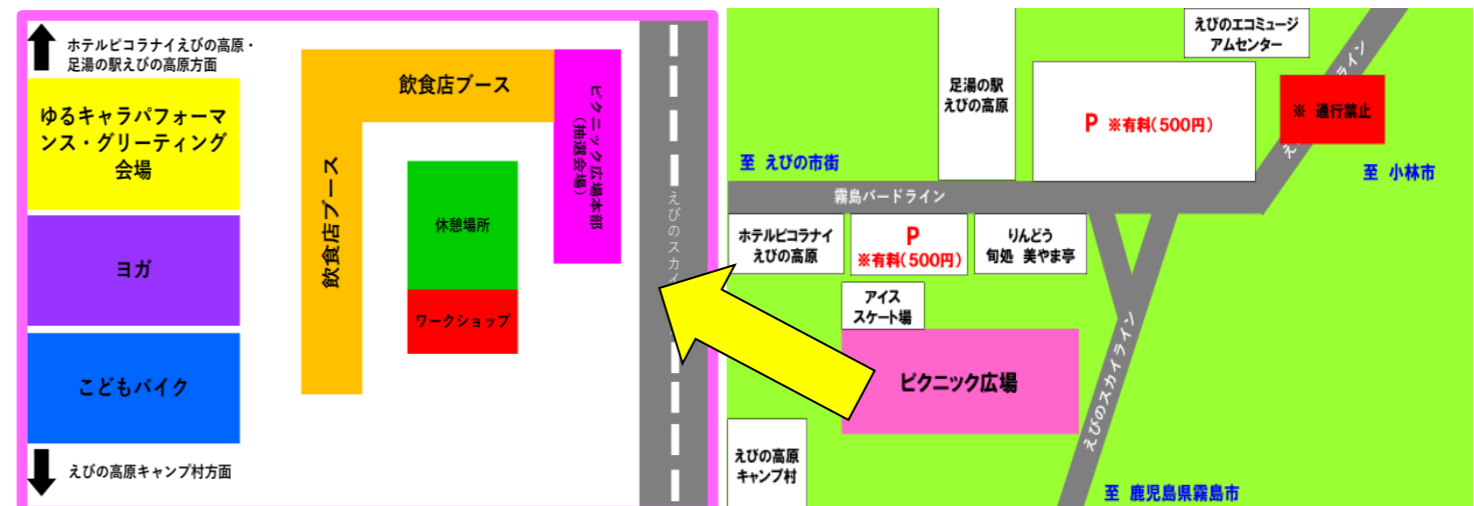 ホテルピコラナイえびの高原・
足湯の駅えびの高原方面
ゆるキャラパフォーマ
ンス・グリーティング
会場
ヨガ
こどもバイク
えびの高原キャンプ村方面
飲食店ブース
飲食店ブース
休憩場所
ワークショップ
ピクニック広場本部
(抽選会場)
えびのスカイ
えびのエコミュージ
アムセンター
足湯の駅
えびの高原
P ※有料(500円)
※ 通行禁止
至 えびの市街
至 小林市
霧島バードライン
ホテルピコラナイ
えびの高原
P
※有料(500円)
りんどう
旬処 美やま亭
アイス
スケート場
ピクニック広場
えびのスカイライン
えびの高原
キャンプ村
至 鹿児島県霧島市